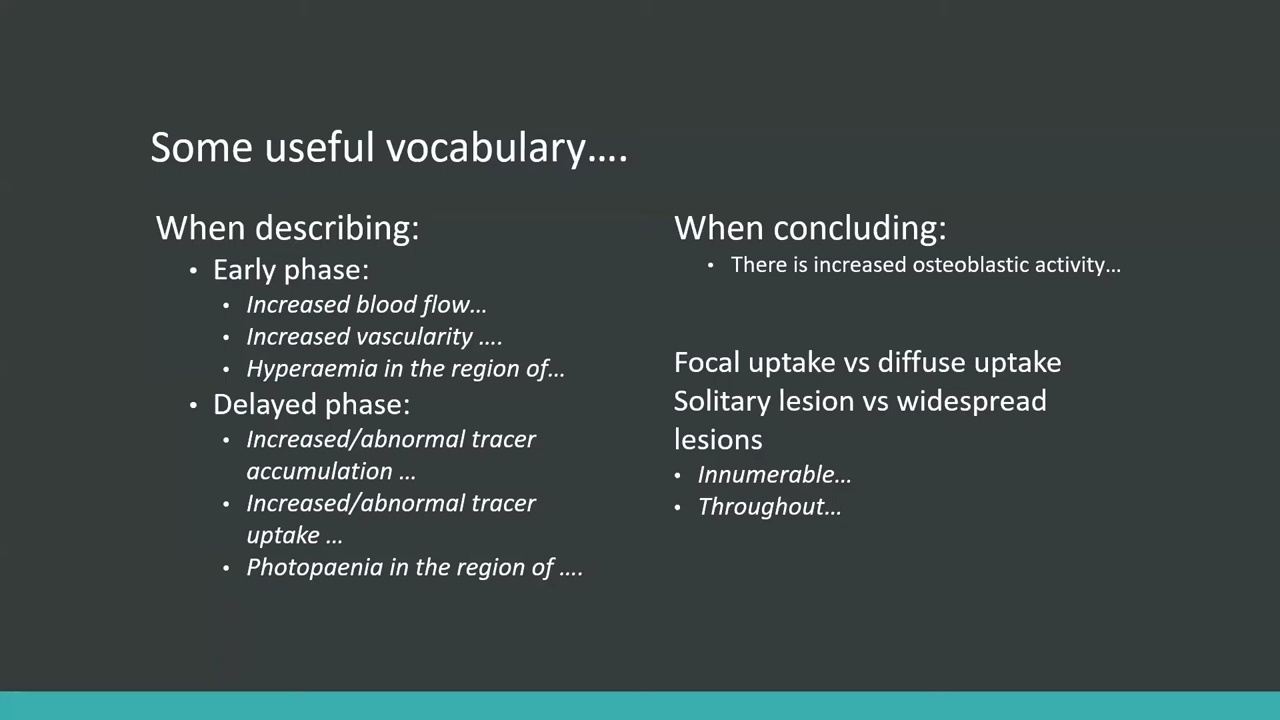 Some useful vocabulary….
When describing:
• Early phase:
• Increased blood flow…
• Increased vascularity ….
• Hyperaemia in the region of…
• Delayed phase:
• Increased/abnormal tracer
accumulation …
• Increased/abnormal tracer
uptake …
• Photopaenia in the region of ….
When concluding:
• There is increased osteoblastic activity…
Focal uptake vs diffuse uptake
Solitary lesion vs widespread
lesions
• Innumerable…
• Throughout…